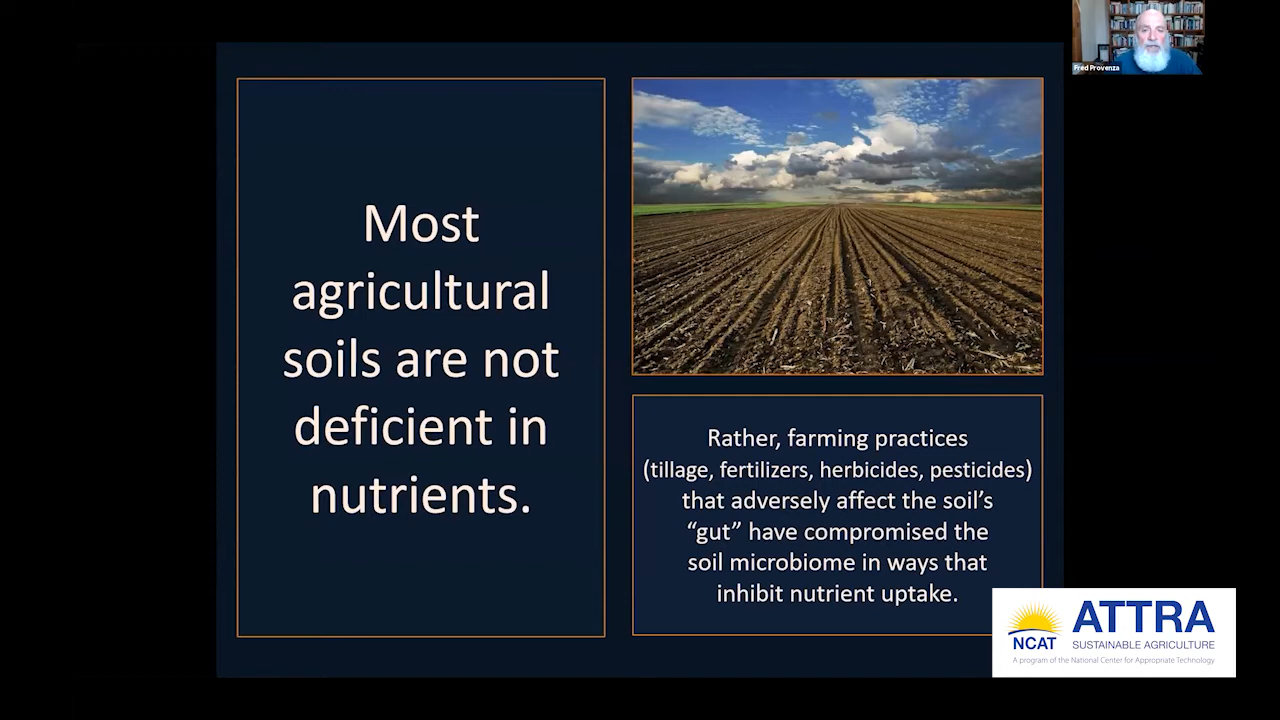 Fred Provenza
Most
agricultural
soils are not
deficient in
nutrients.
Rather, farming practices
(tillage, fertilizers, herbicides, pesticides)
that adversely affect the soil's
“gut” have compromised the
soil microbiome in ways that
inhibit nutrient uptake.
NCAT
ATTRA
SUSTAINABLE AGRICULTURE
A program of the National Center for Appropriate Technology